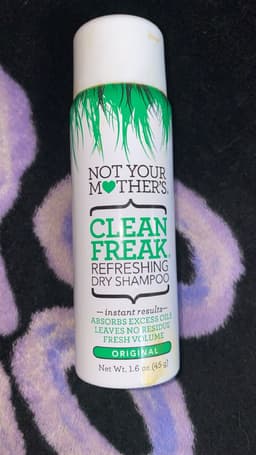 NOT YOUR
MOTHER'S®
CLEAN
FREAK®
REFRESHING
DRY SHAMPOO
—instant results—
ABSORBS EXCESS OILS
LEAVES NO RESIDUE
FRESH VOLUME
ORIGINAL
Net Wt. 1.6 oz (45 g)